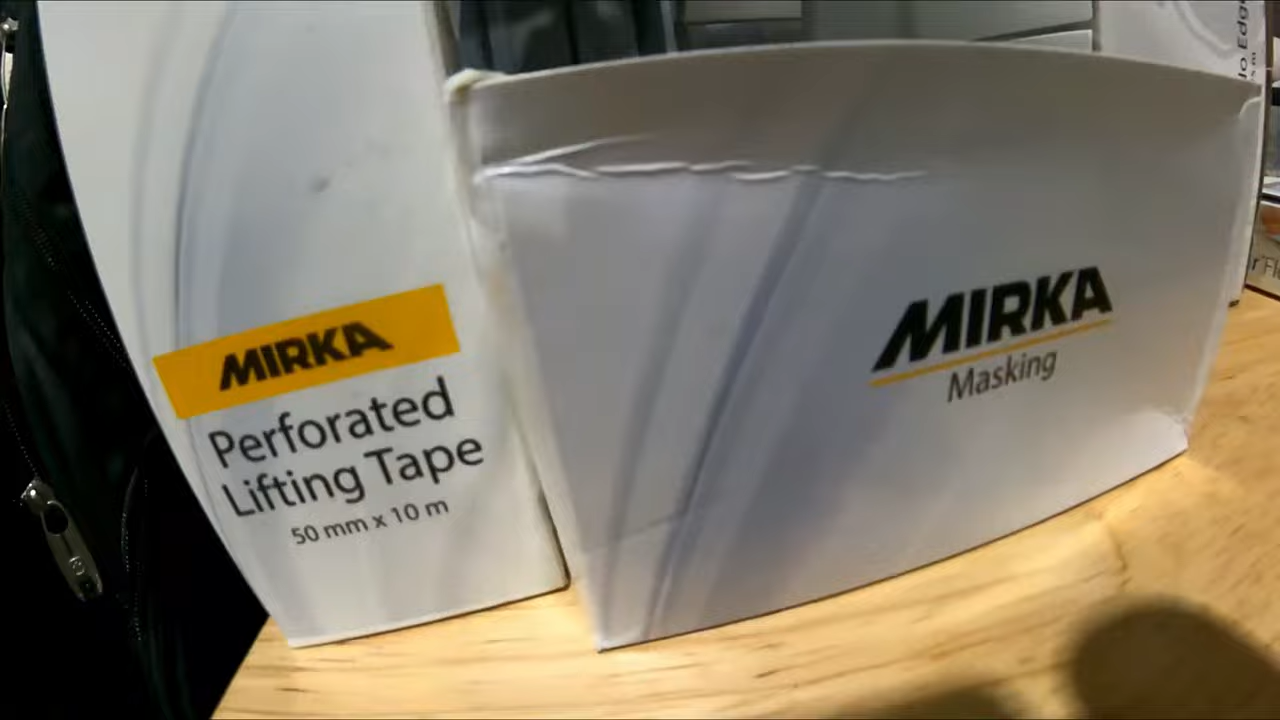 MIRKA
Perforated
Lifting Tape
50 mm x 10 m
MIRKA
Masking